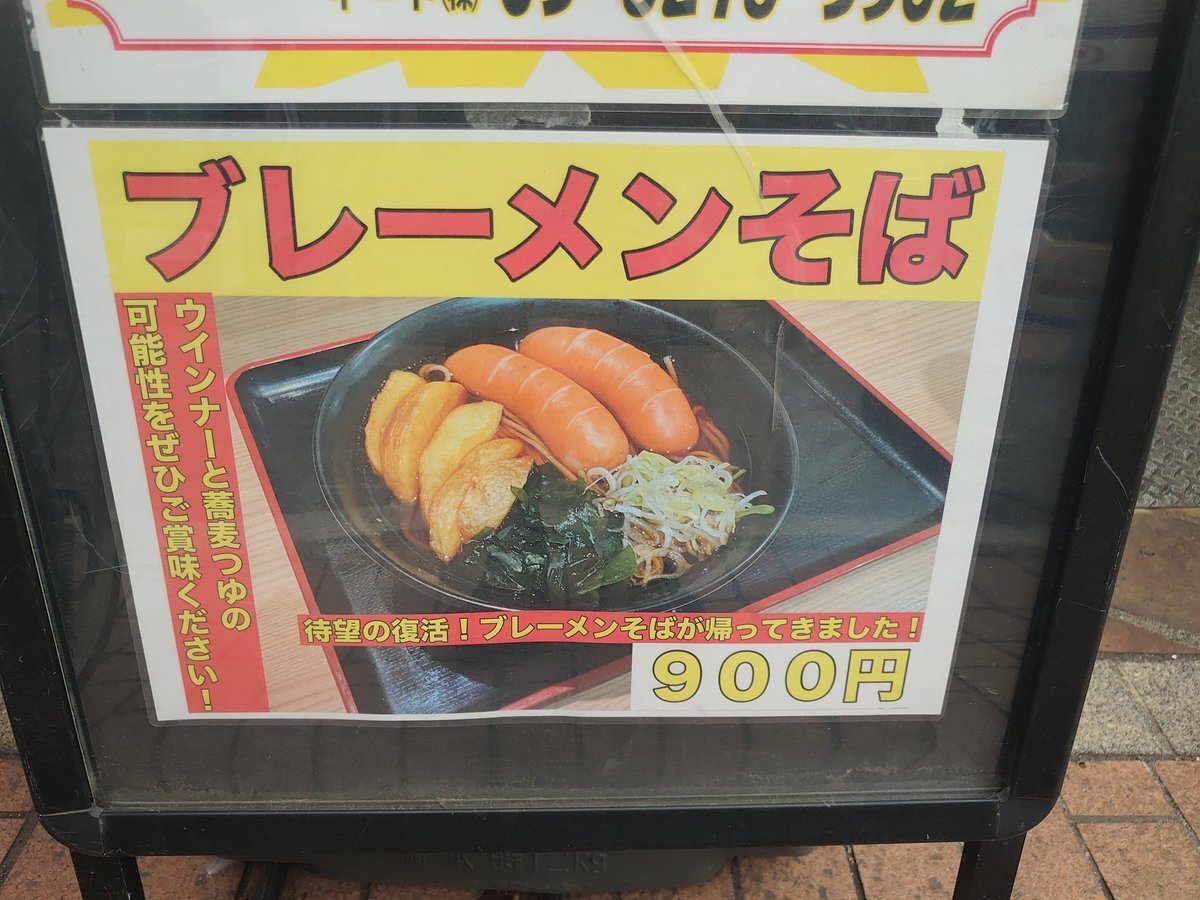 (株)
ブレーメンそば
ウインナーと蕎麦つゆの
可能性をぜひご賞味ください！
待望の復活！ブレーメンそばが帰ってきました！
900円